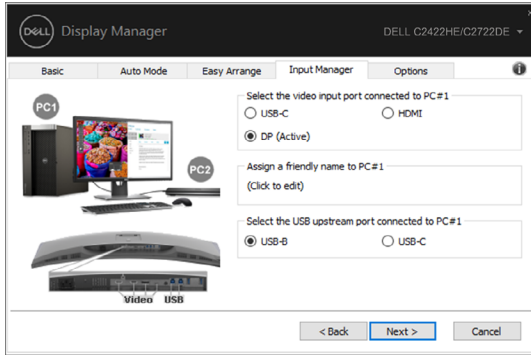 DELL Display Manager
DELL C2422HE/C2722DE
Basic
Auto Mode
Easy Arrange
Input Manager
Options
PC1
PC2
Video USB
Select the video input port connected to PC#1
USB-C
HDMI
DP (Active)
Assign a friendly name to PC#1
(Click to edit)
Select the USB upstream port connected to PC#1
USB-B
USB-C
< Back
Next >
Cancel